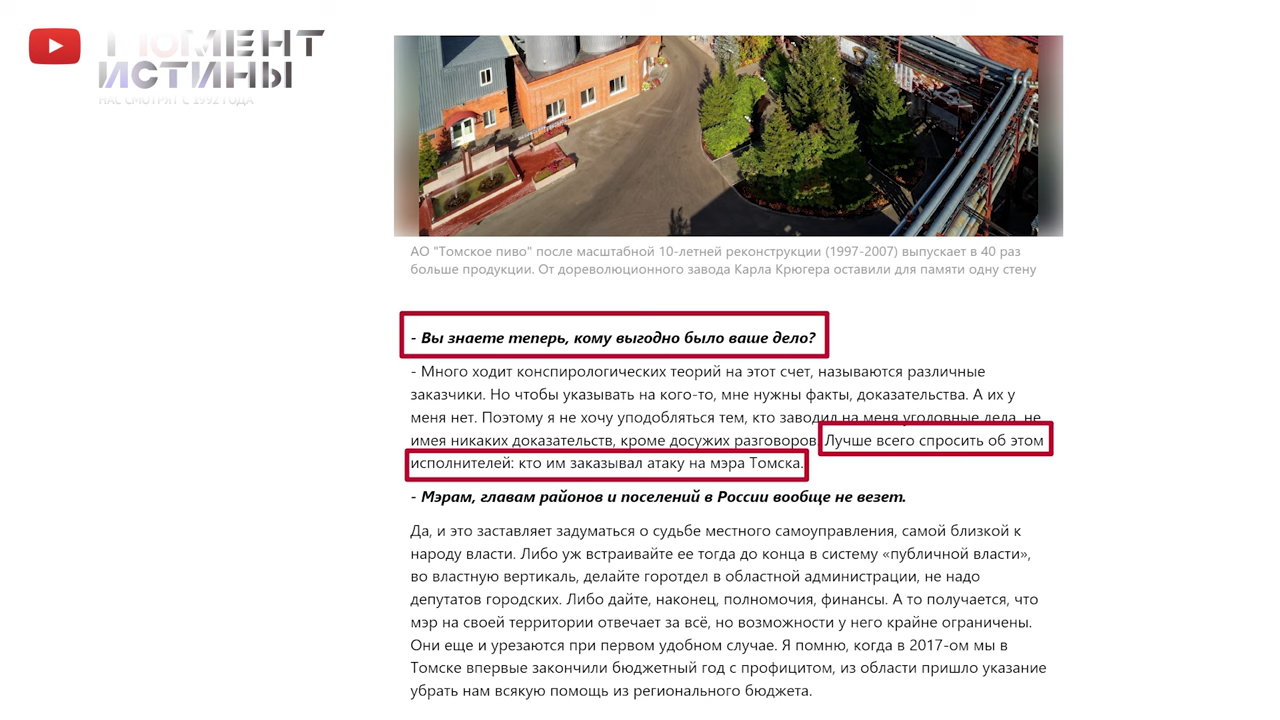 МОМЕНТ
ИСТИНЫ
НАС СМОТРЯТ С 1992 ГОДА
АО "Томское пиво" после масштабной 10-летней реконструкции (1997-2007) выпускает в 40 раз
больше продукции. От дореволюционного завода Карла Крюгера оставили для памяти одну стену
- Вы знаете теперь, кому выгодно было ваше дело?
- Много ходит конспирологических теорий на этот счет, называются различные
заказчики. Но чтобы указывать на кого-то, мне нужны факты, доказательства. А их у
меня нет. Поэтому я не хочу уподобляться тем, кто заводил на меня уголовные дела, не
имея никаких доказательств, кроме досужих разговоров. Лучше всего спросить об этом
исполнителей: кто им заказывал атаку на мэра Томска.
- Мэрам, главам районов и поселений в России вообще не везет.
Да, и это заставляет задуматься о судьбе местного самоуправления, самой близкой к
народу власти. Либо уж встраивайте ее тогда до конца в систему «публичной власти»,
во властную вертикаль, делайте горотдел в областной администрации, не надо
депутатов городских. Либо дайте, наконец, полномочия, финансы. А то получается, что
мэр на своей территории отвечает за всё, но возможности у него крайне ограничены.
Они еще и урезаются при первом удобном случае. Я помню, когда в 2017-ом мы в
Томске впервые закончили бюджетный год с профицитом, из области пришло указание
убрать нам всякую помощь из регионального бюджета.